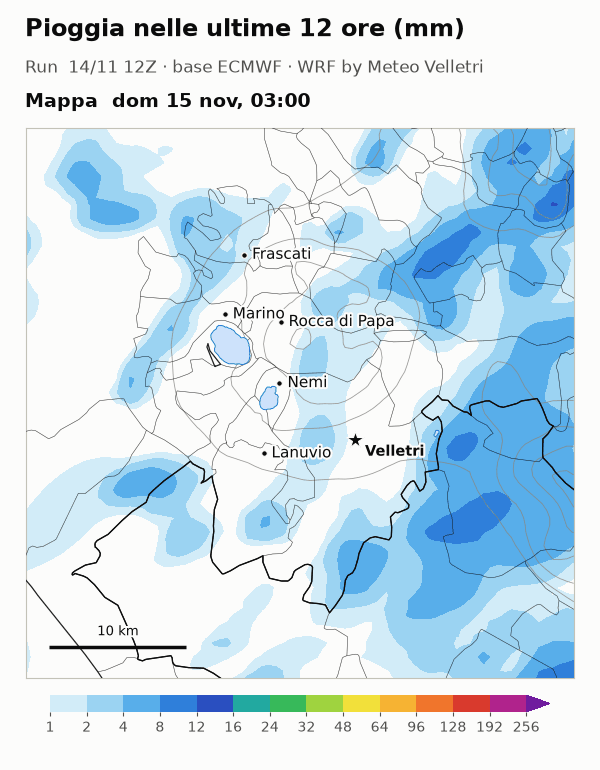 Pioggia nelle ultime 12 ore (mm)
Run 14/11 12Z · base ECMWF · WRF by Meteo Velletri
Mappa dom 15 nov, 03:00
Frascati
Marino
Rocca di Papa
Nemi
Velletri
Lanuvio
10 km
1 2 4 8 12 16 24 32 48 64 96 128 192 256